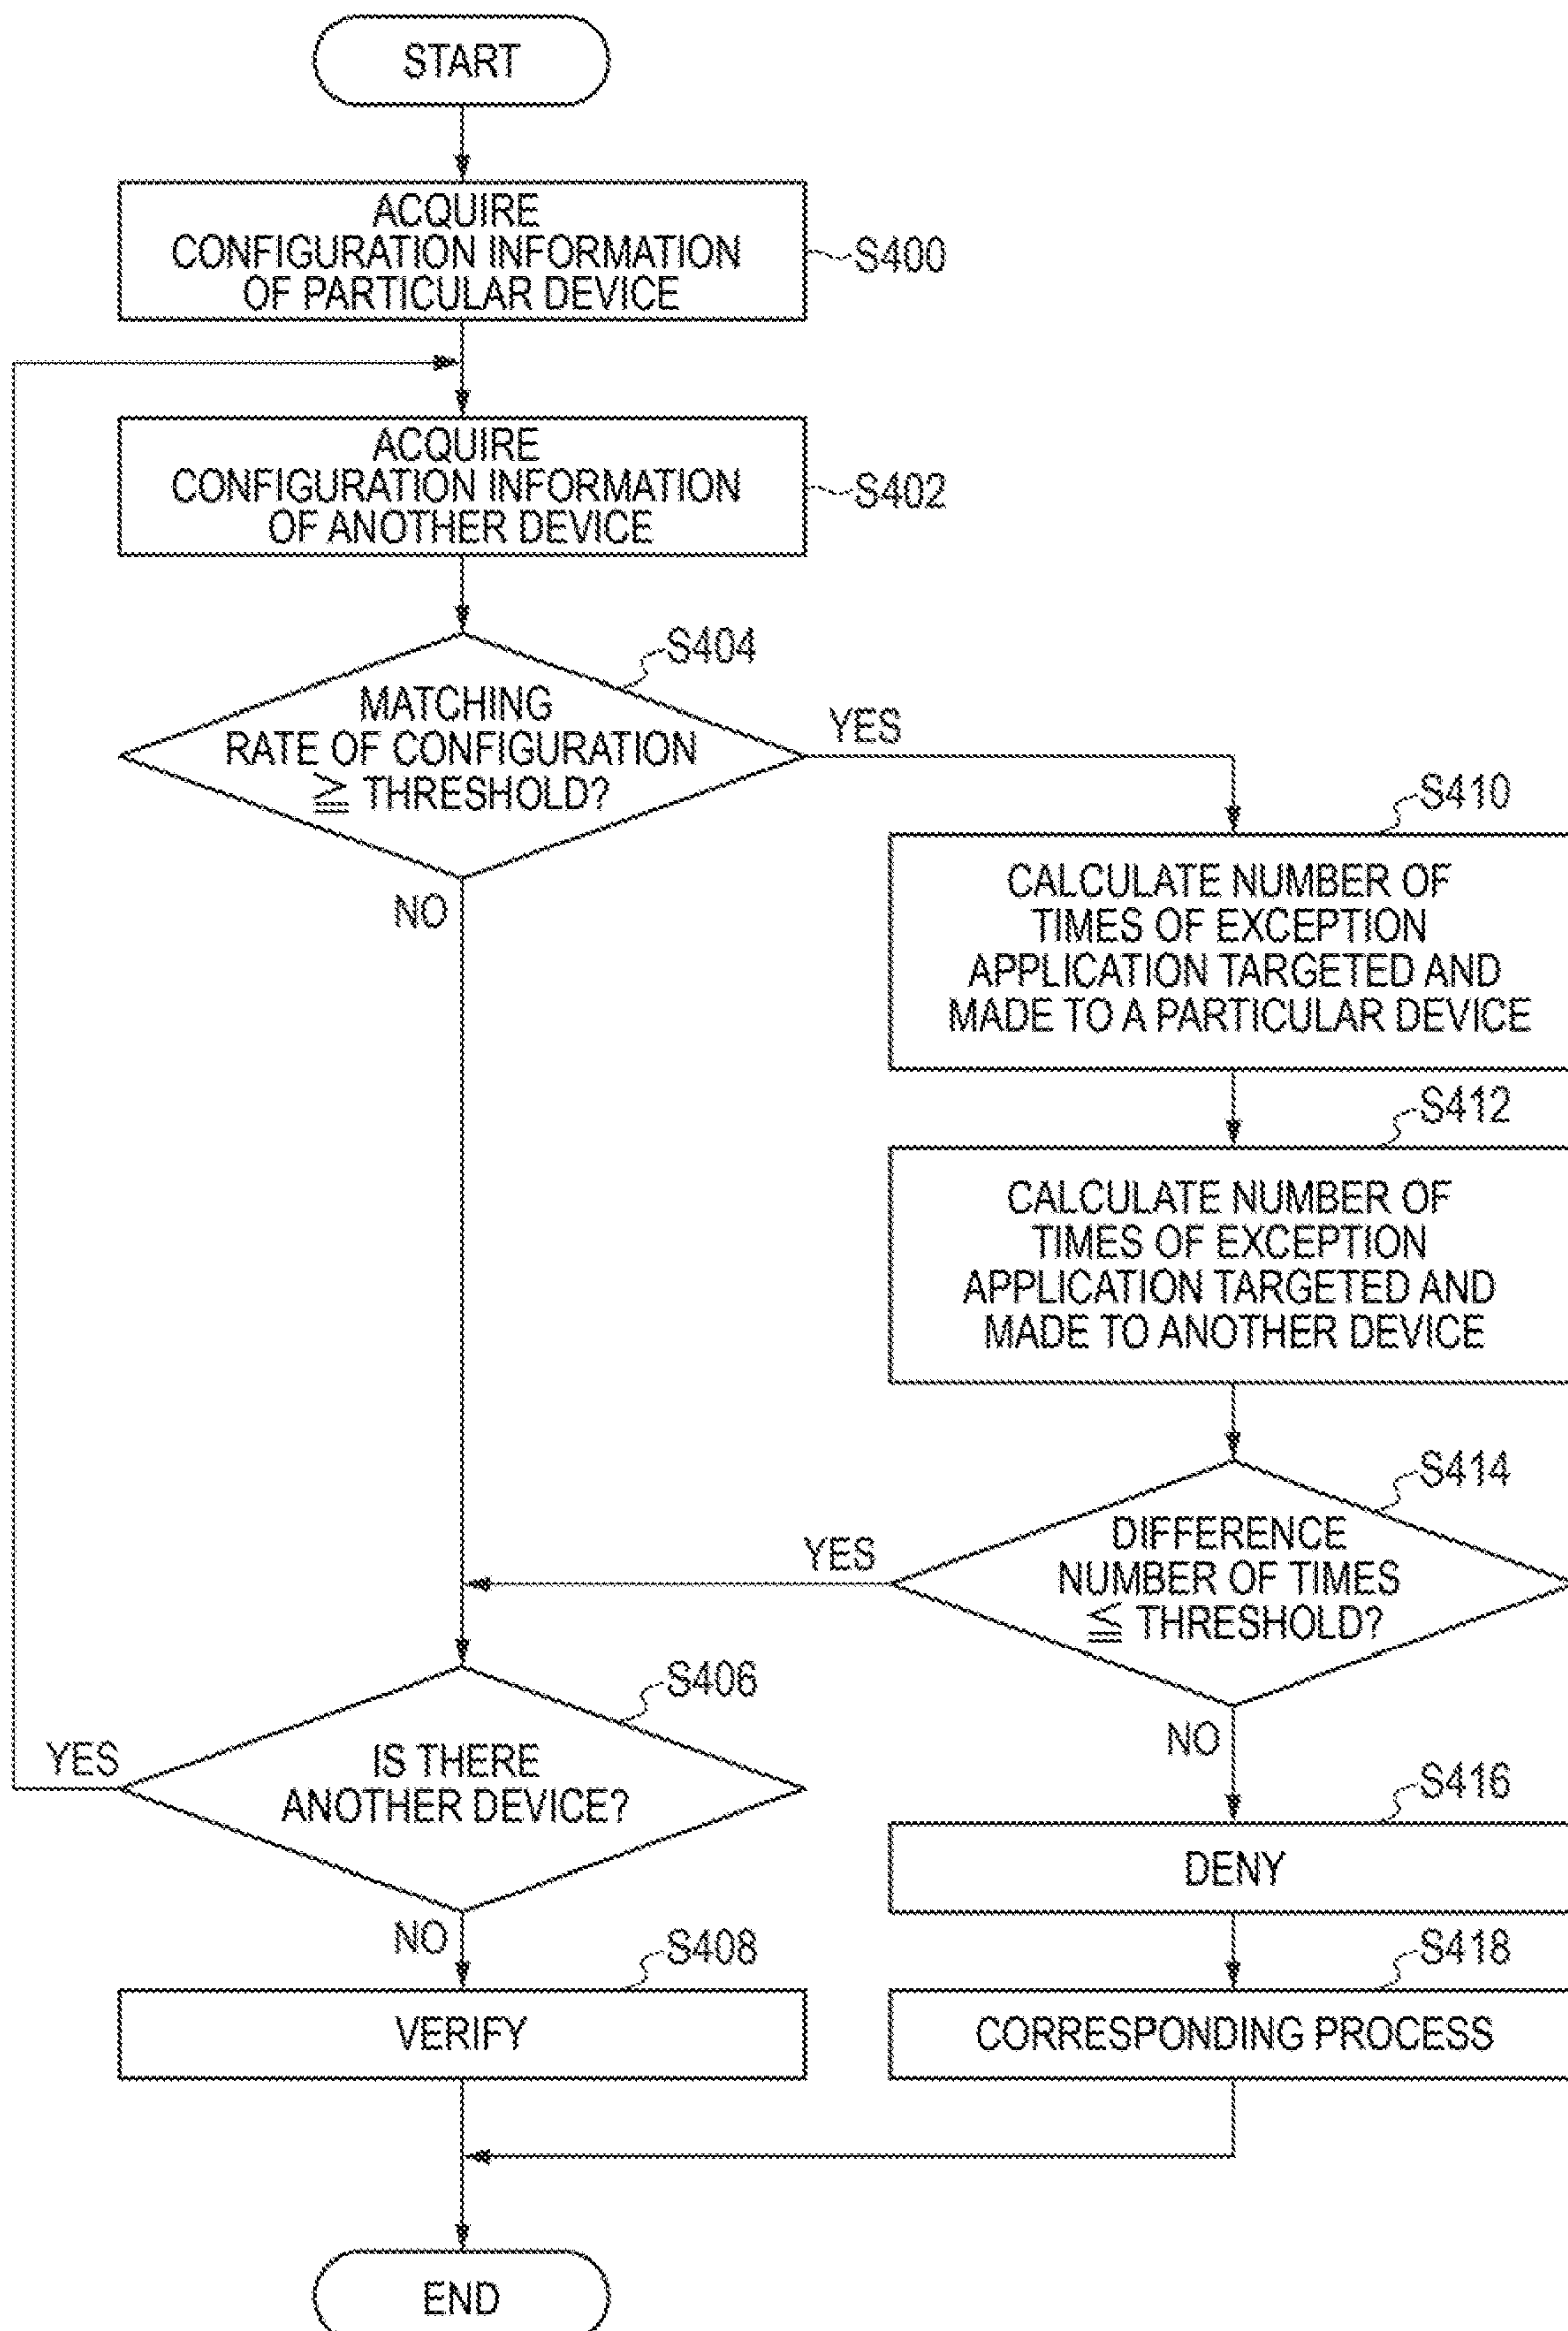 START
ACQUIRE
CONFIGURATION INFORMATION
OF PARTICULAR DEVICE
S400
ACQUIRE
CONFIGURATION INFORMATION
OF ANOTHER DEVICE
S402
S404
MATCHING
RATE OF CONFIGURATION
≧ THRESHOLD?
YES
NO
S410
CALCULATE NUMBER OF
TIMES OF EXCEPTION
APPLICATION TARGETED AND
MADE TO A PARTICULAR DEVICE
S412
CALCULATE NUMBER OF
TIMES OF EXCEPTION
APPLICATION TARGETED AND
MADE TO ANOTHER DEVICE
S414
DIFFERENCE
NUMBER OF TIMES
≦ THRESHOLD?
YES
NO
S406
IS THERE
ANOTHER DEVICE?
YES
NO
S416
DENY
S408
VERIFY
S418
CORRESPONDING PROCESS
END